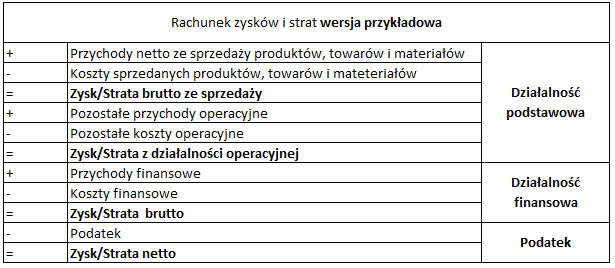 Rachunek zysków i strat wersja przykładowa
+ Przychody netto ze sprzedaży produktów, towarów i materiałów
- Koszty sprzedanych produktów, towarów i mateteriałów
= Zysk/Strata brutto ze sprzedaży
+ Pozostałe przychody operacyjne
- Pozostałe koszty operacyjne
= Zysk/Strata z działalności operacyjnej
Działalność
podstawowa
+ Przychody finansowe
- Koszty finansowe
= Zysk/Strata brutto
Działalność
finansowa
- Podatek
= Zysk/Strata netto
Podatek